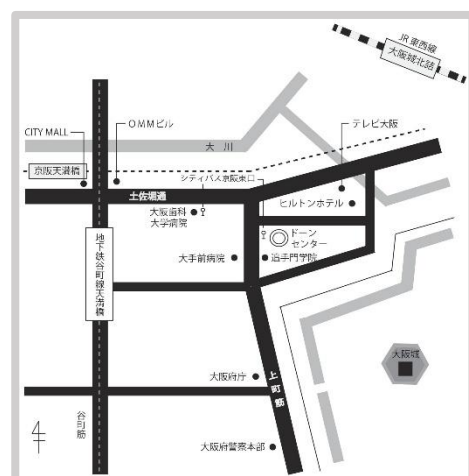 JR 東西線
大阪城北詰
CITY MALL
OMMビル
大川
テレビ大阪
京阪天満橋
シティバス京阪東口
土佐堀通
大阪歯科
大学病院
ヒルトンホテル
ドーン
センター
地下鉄谷町線天満橋
大手前病院
追手門学院
大阪城
大阪府庁
上町筋
谷町筋
大阪府警察本部